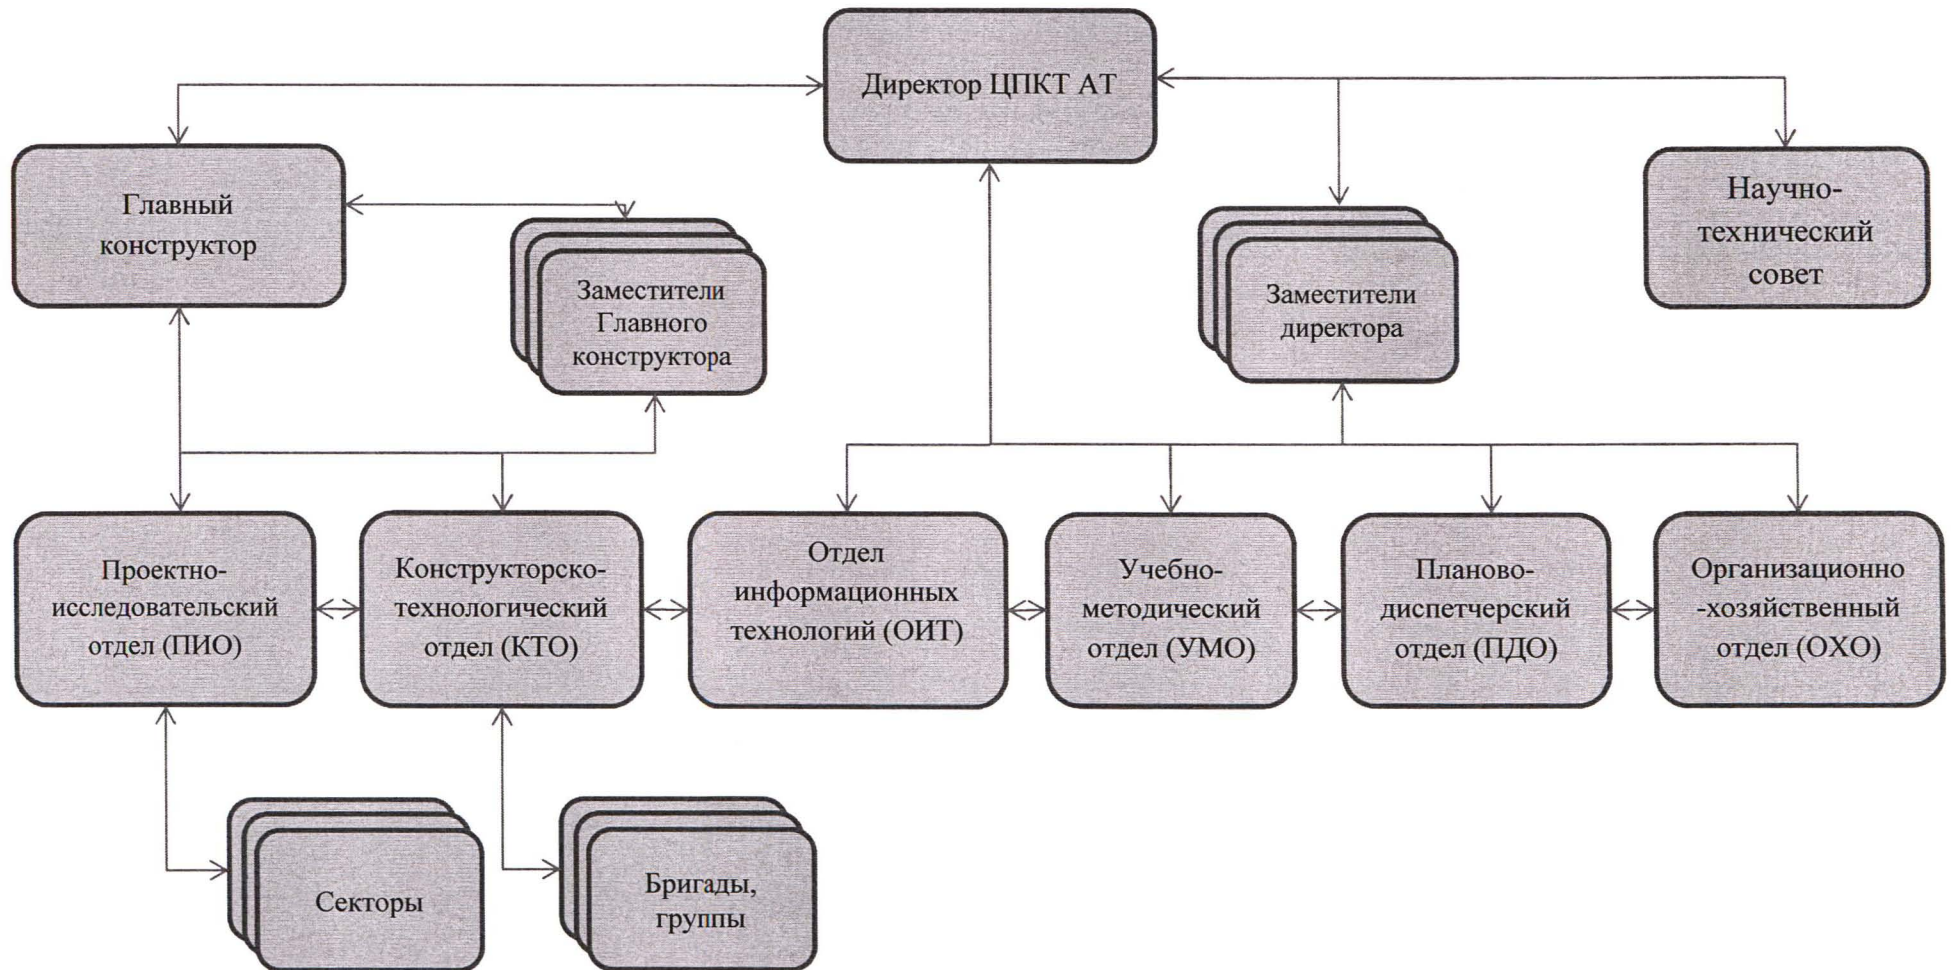 Директор ЦПКТ АТ
Главный
конструктор
Заместители
Главного
конструктора
Заместители
директора
Научно-
технический
совет
Проектно-
исследовательский
отдел (ПИО)
Конструкторско-
технологический
отдел (КТО)
Отдел
информационных
технологий (ОИТ)
Учебно-
методический
отдел (УМО)
Планово-
диспетчерский
отдел (ПДО)
Организационно
-хозяйственный
отдел (ОХО)
Секторы
Бригады,
группы